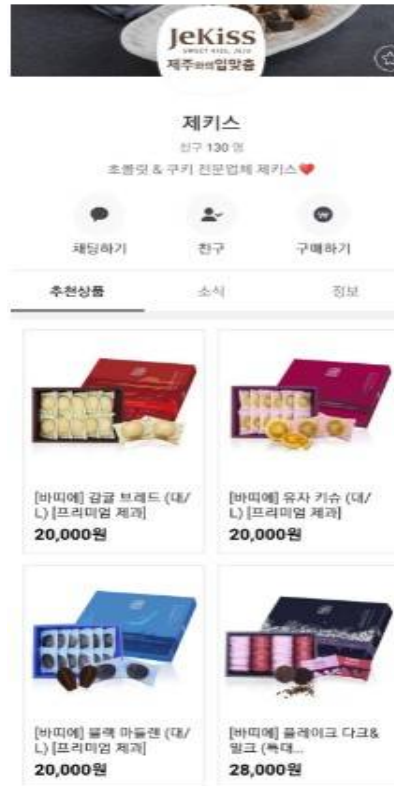 JeKiss
SWEET KISS, JEJU
제주와의입맞춤
제키스
친구 130 명
초콜릿 & 쿠키 전문업체 제키스❤️
채팅하기
친구
구매하기
추천상품
소식
정보
[바띠에] 감귤 브레드 (대/
L) [프리미엄 제과]
20,000원
[바띠에] 유자 키슈 (대/
L) [프리미엄 제과]
20,000원
[바띠에] 블랙 마들렌 (대/
L) [프리미엄 제과]
20,000원
[바띠에] 플레이크 다크&
밀크 (특대...
28,000원